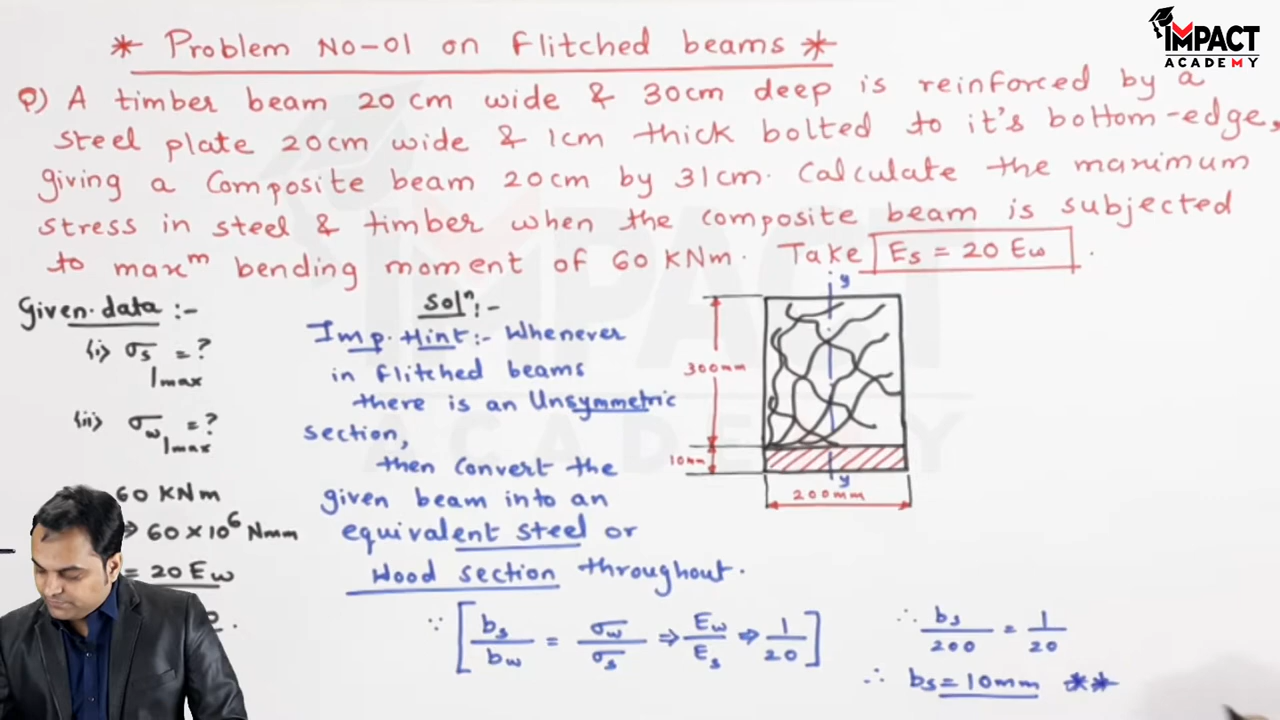 * Problem No-01 on Flitched beams *
IMPACT
ACADEMY
Q) A timber beam 20 cm wide & 30cm deep is reinforced by a
steel plate 20cm wide & 1cm thick bolted to it's bottom-edge,
giving a Composite beam 20cm by 31cm. Calculate the maximum
stress in steel & timber when the composite beam is subjected
to maxᵐ bending moment of 60 KNm. Take Es = 20 Ew.
Given data :-
(i) σs|max = ?
(ii) σw|max = ?
60 KNm
⇒ 60 × 10⁶ Nmm
= 20 Ew
Solⁿ:-
Imp. Hint:- Whenever
in flitched beams
there is an Unsymmetric
section,
then convert the
given beam into an
equivalent steel or
Wood section throughout.
∵ [bs/bw = σw/σs ⇒ Ew/Es ⇒ 1/20]
y
300mm
10mm
y
200mm
∴ bs/200 = 1/20
∴ bs = 10mm **